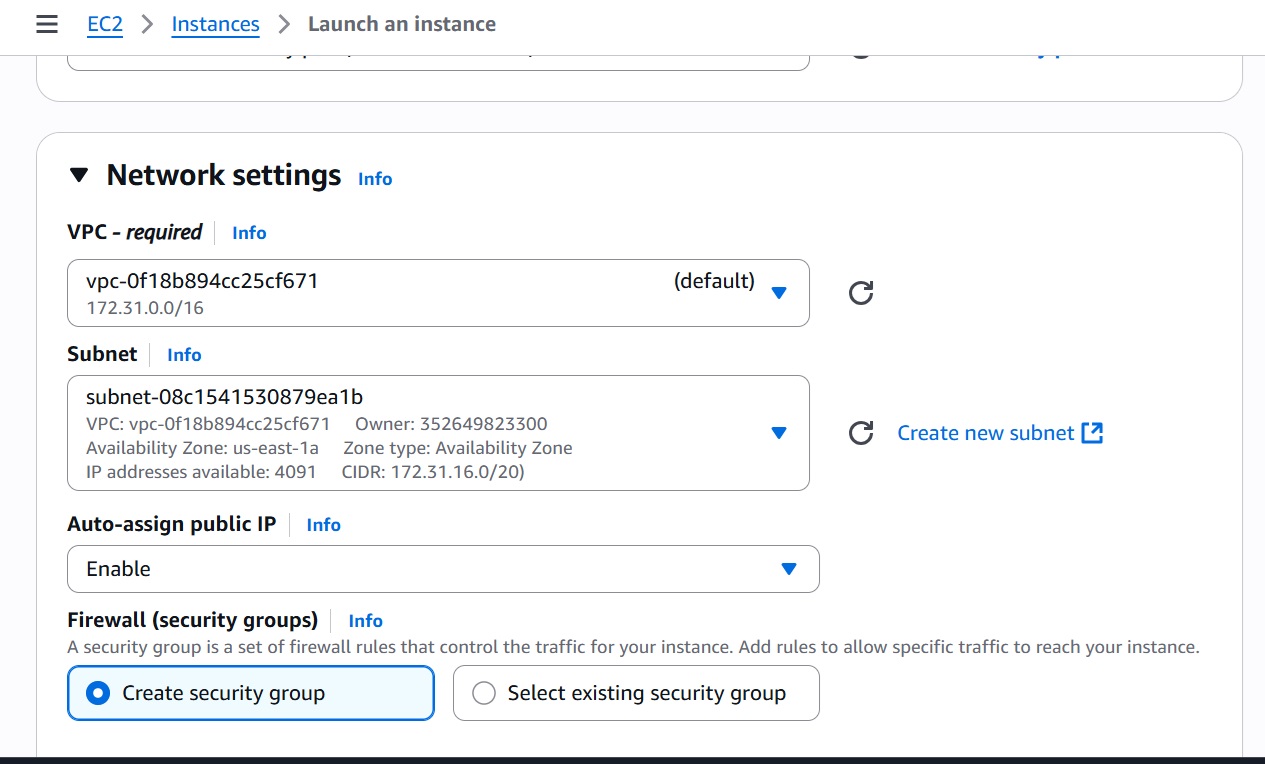 EC2 > Instances > Launch an instance
Network settings Info
VPC - required Info
vpc-0f18b894cc25cf671 (default)
172.31.0.0/16
Subnet Info
subnet-08c1541530879ea1b
VPC: vpc-0f18b894cc25cf671 Owner: 352649823300
Availability Zone: us-east-1a Zone type: Availability Zone
IP addresses available: 4091 CIDR: 172.31.16.0/20)
Create new subnet
Auto-assign public IP Info
Enable
Firewall (security groups) Info
A security group is a set of firewall rules that control the traffic for your instance. Add rules to allow specific traffic to reach your instance.
Create security group Select existing security group